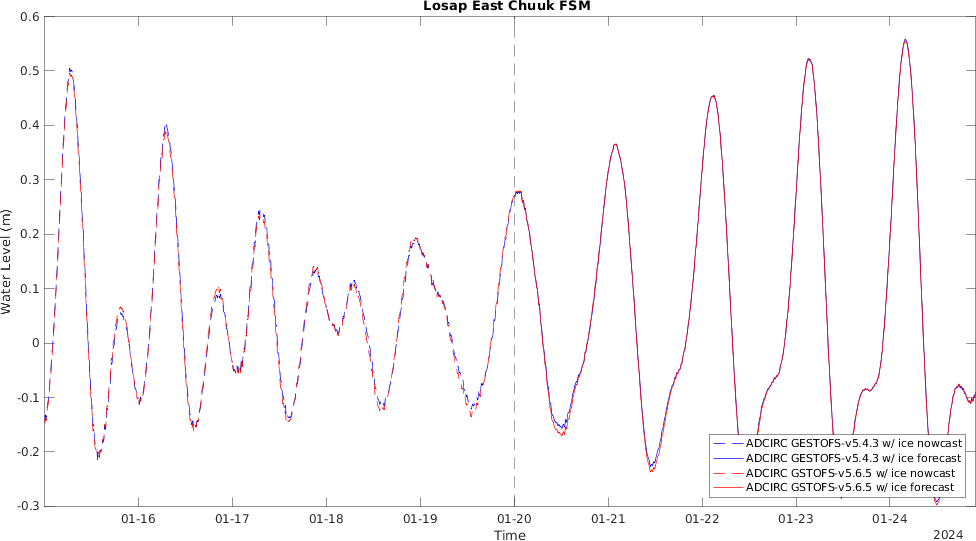 Losap East Chuuk FSM
0.6
0.5
0.4
0.3
0.2
0.1
0
-0.1
-0.2
-0.3
Water Level (m)
ADCIRC GESTOFS-v5.4.3 w/ ice nowcast
ADCIRC GESTOFS-v5.4.3 w/ ice forecast
ADCIRC GSTOFS-v5.6.5 w/ ice nowcast
ADCIRC GSTOFS-v5.6.5 w/ ice forecast
01-16 01-17 01-18 01-19 01-20 01-21 01-22 01-23 01-24
Time
2024